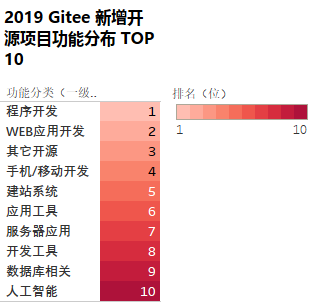 2019 Gitee 新增开
源项目功能分布 TOP
10
功能分类（一级..
排名（位）
程序开发 1
WEB应用开发 2
其它开源 3
手机/移动开发 4
建站系统 5
应用工具 6
服务器应用 7
开发工具 8
数据库相关 9
人工智能 10
1 10